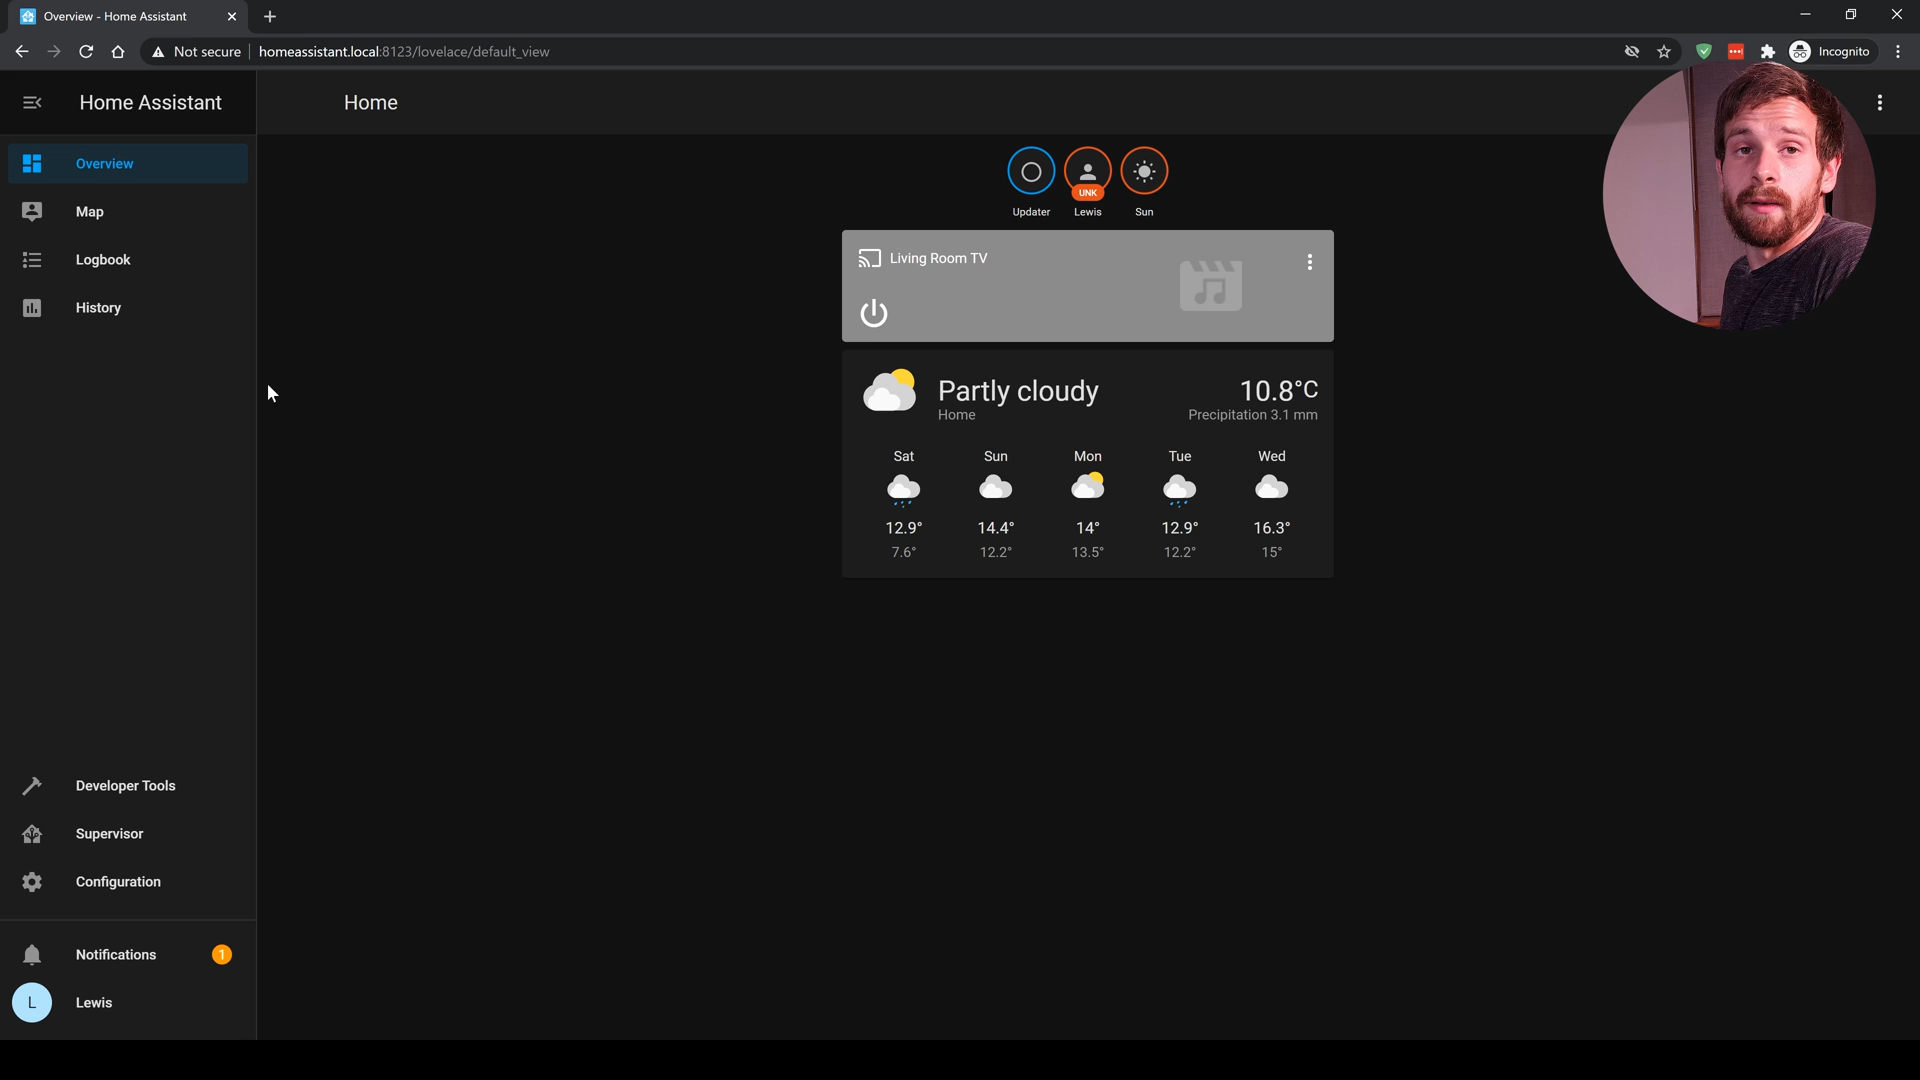 Overview - Home Assistant
Not secure homeassistant.local:8123/lovelace/default_view
Incognito
Home Assistant
Home
Overview
Map
Logbook
History
Developer Tools
Supervisor
Configuration
Notifications 1
L Lewis
UNK
Updater Lewis Sun
Living Room TV
Partly cloudy 10.8°C
Home Precipitation 3.1 mm
Sat Sun Mon Tue Wed
12.9° 14.4° 14° 12.9° 16.3°
7.6° 12.2° 13.5° 12.2° 15°